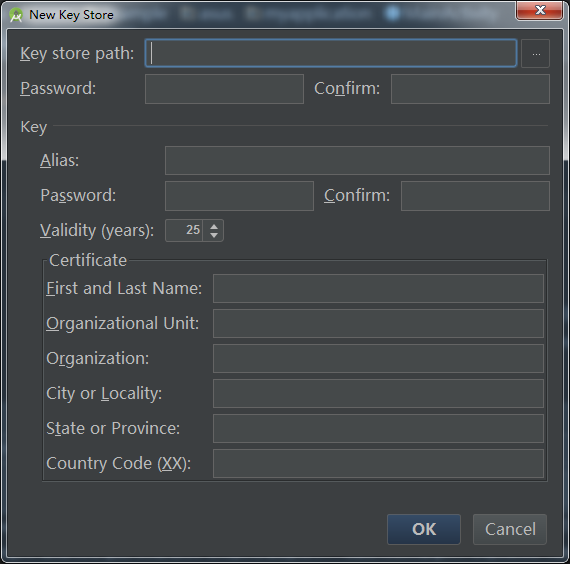 New Key Store
Key store path:
...
Password:
Confirm:
Key
Alias:
Password:
Confirm:
Validity (years):
25
Certificate
First and Last Name:
Organizational Unit:
Organization:
City or Locality:
State or Province:
Country Code (XX):
OK
Cancel